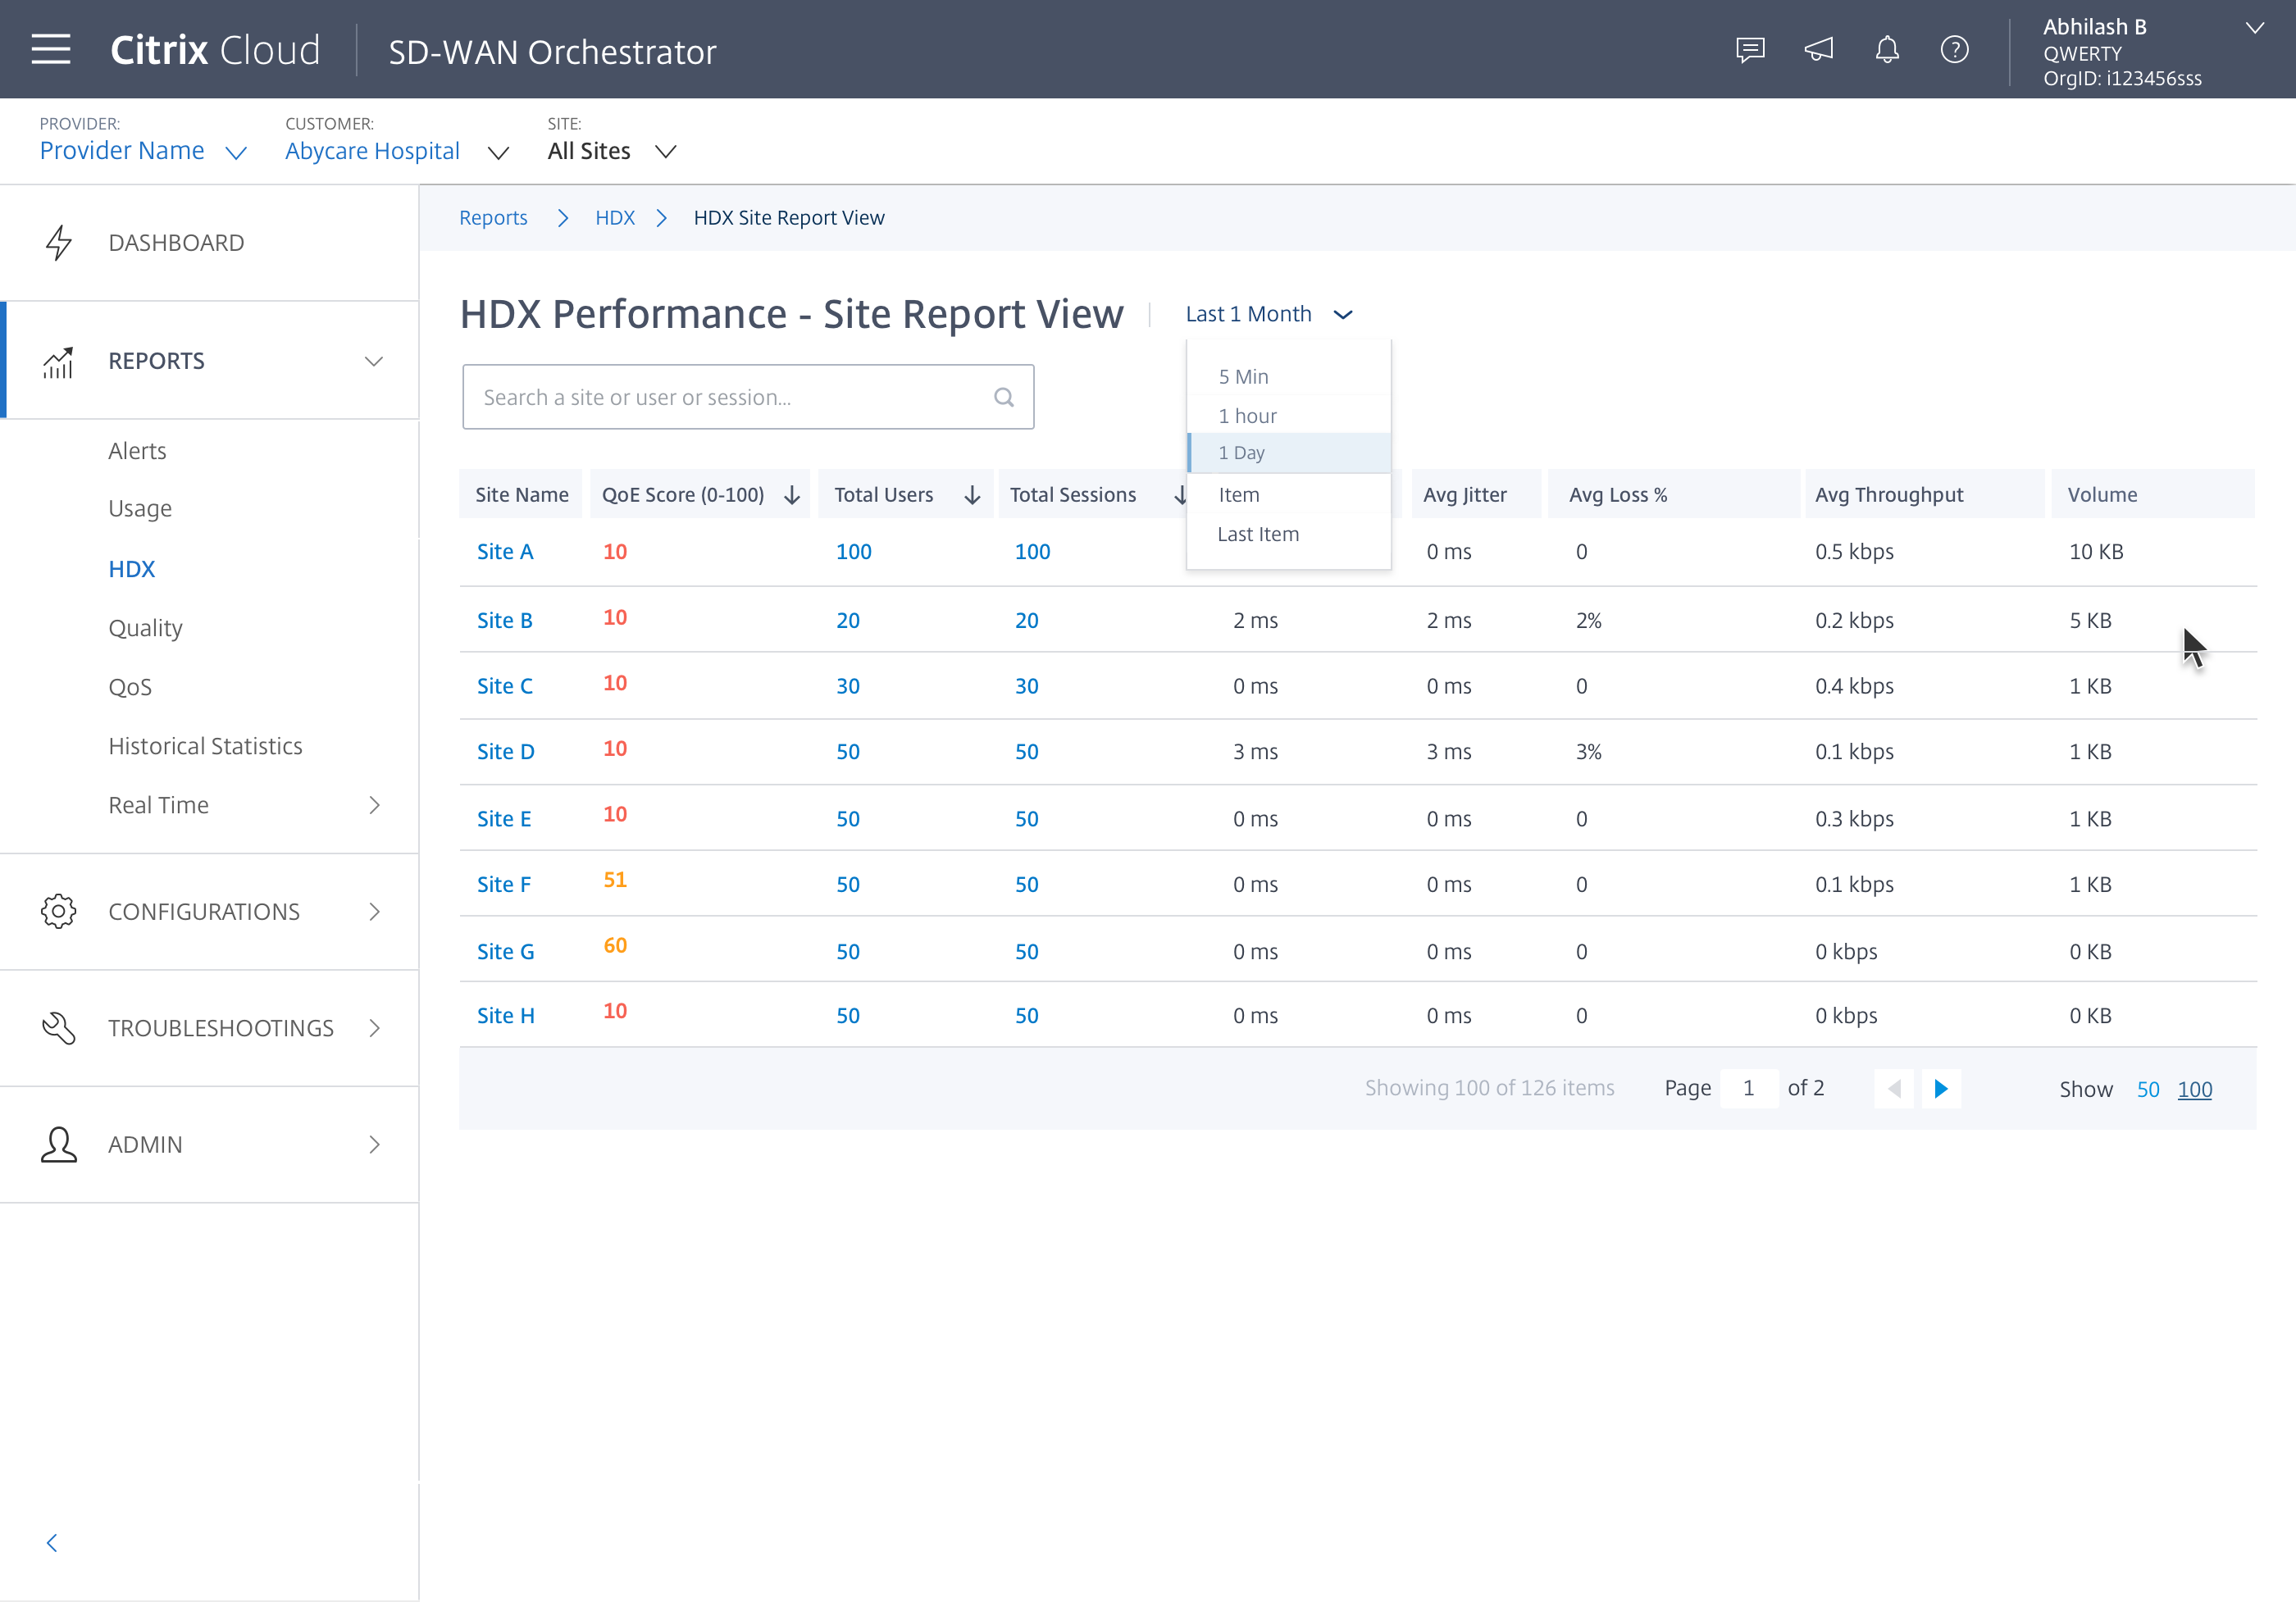 Citrix Cloud
SD-WAN Orchestrator
Abhilash B
QWERTY
OrgID: i123456sss
PROVIDER:
Provider Name
CUSTOMER:
Abycare Hospital
SITE:
All Sites
DASHBOARD
REPORTS
Alerts
Usage
HDX
Quality
QoS
Historical Statistics
Real Time
CONFIGURATIONS
TROUBLESHOOTINGS
ADMIN
Reports HDX HDX Site Report View
HDX Performance - Site Report View
Last 1 Month
5 Min
1 hour
1 Day
Item
Last Item
Search a site or user or session...
Site Name QoE Score (0-100) Total Users Total Sessions Avg Jitter Avg Loss % Avg Throughput Volume
Site A 10 100 100 0 ms 0 0.5 kbps 10 KB
Site B 10 20 20 2 ms 2 ms 2% 0.2 kbps 5 KB
Site C 10 30 30 0 ms 0 ms 0 0.4 kbps 1 KB
Site D 10 50 50 3 ms 3 ms 3% 0.1 kbps 1 KB
Site E 10 50 50 0 ms 0 ms 0 0.3 kbps 1 KB
Site F 51 50 50 0 ms 0 ms 0 0.1 kbps 1 KB
Site G 60 50 50 0 ms 0 ms 0 0 kbps 0 KB
Site H 10 50 50 0 ms 0 ms 0 0 kbps 0 KB
Showing 100 of 126 items Page 1 of 2 Show 50 100